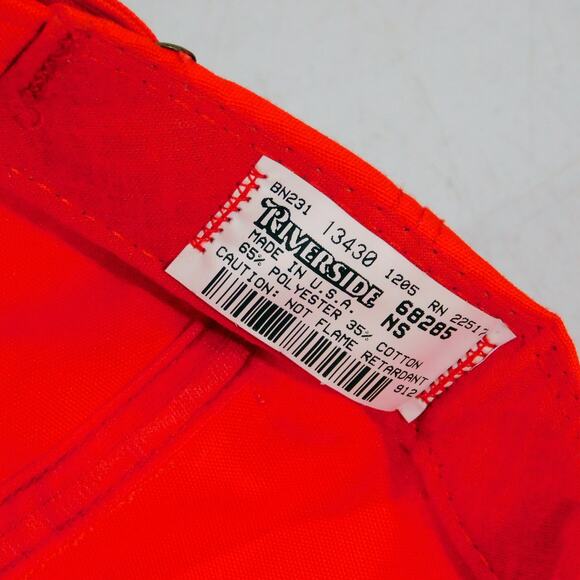 BN231 13430 1205 RN 22517
RIVERSIDE 68285
MADE IN U.S.A. NS
65% POLYESTER 35% COTTON
CAUTION: NOT FLAME RETARDANT
912